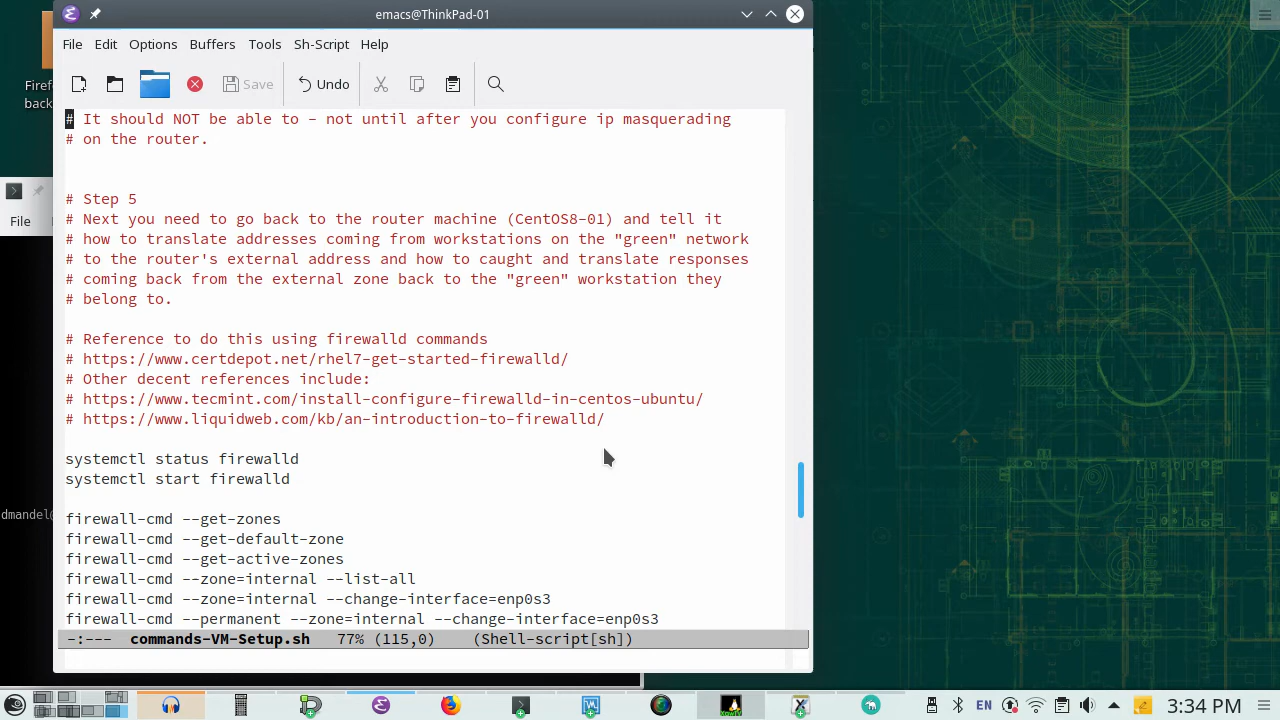 emacs@ThinkPad-01
File Edit Options Buffers Tools Sh-Script Help
Save Undo
Firef
back
File
dmandel@
# It should NOT be able to - not until after you configure ip masquerading
# on the router.
# Step 5
# Next you need to go back to the router machine (CentOS8-01) and tell it
# how to translate addresses coming from workstations on the "green" network
# to the router's external address and how to caught and translate responses
# coming back from the external zone back to the "green" workstation they
# belong to.
# Reference to do this using firewalld commands
# https://www.certdepot.net/rhel7-get-started-firewalld/
# Other decent references include:
# https://www.tecmint.com/install-configure-firewalld-in-centos-ubuntu/
# https://www.liquidweb.com/kb/an-introduction-to-firewalld/
systemctl status firewalld
systemctl start firewalld
firewall-cmd --get-zones
firewall-cmd --get-default-zone
firewall-cmd --get-active-zones
firewall-cmd --zone=internal --list-all
firewall-cmd --zone=internal --change-interface=enp0s3
firewall-cmd --permanent --zone=internal --change-interface=enp0s3
-:--- commands-VM-Setup.sh 77% (115,0) (Shell-script[sh])
EN 3:34 PM